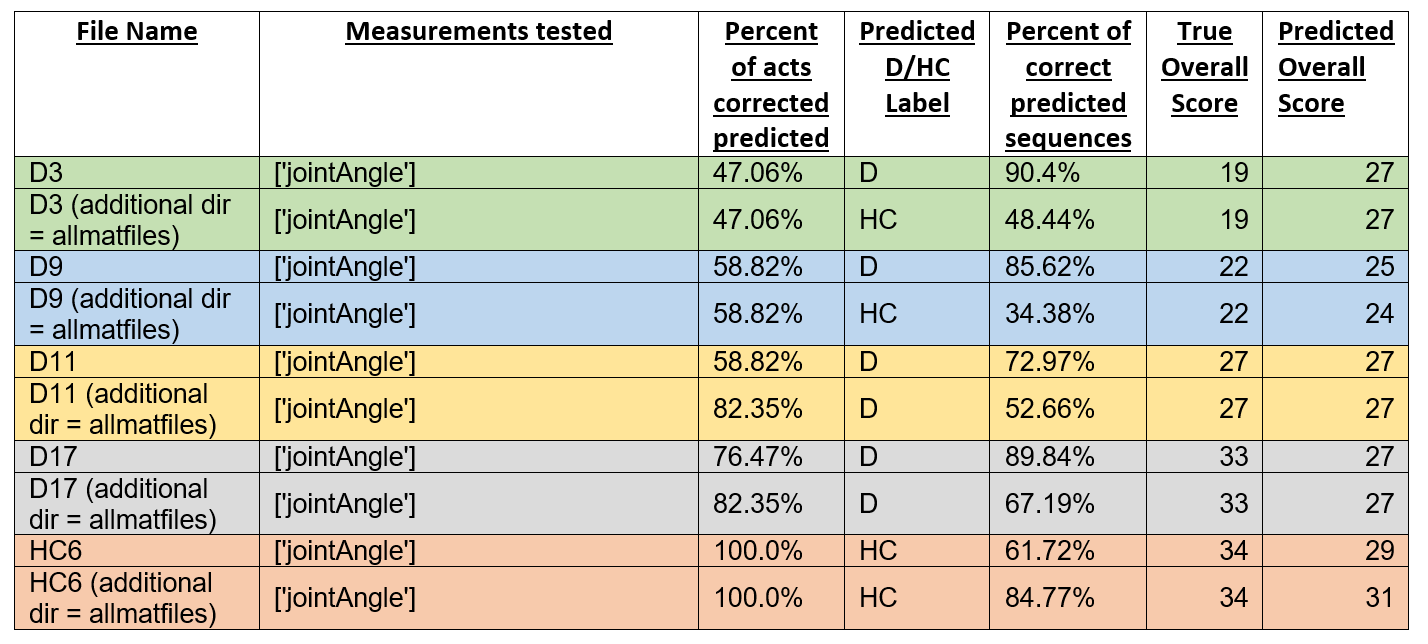 File Name Measurements tested Percent of acts corrected predicted Predicted D/HC Label Percent of correct predicted sequences True Overall Score Predicted Overall Score
D3 ['jointAngle'] 47.06% D 90.4% 19 27
D3 (additional dir = allmatfiles) ['jointAngle'] 47.06% HC 48.44% 19 27
D9 ['jointAngle'] 58.82% D 85.62% 22 25
D9 (additional dir = allmatfiles) ['jointAngle'] 58.82% HC 34.38% 22 24
D11 ['jointAngle'] 58.82% D 72.97% 27 27
D11 (additional dir = allmatfiles) ['jointAngle'] 82.35% D 52.66% 27 27
D17 ['jointAngle'] 76.47% D 89.84% 33 27
D17 (additional dir = allmatfiles) ['jointAngle'] 82.35% D 67.19% 33 27
HC6 ['jointAngle'] 100.0% HC 61.72% 34 29
HC6 (additional dir = allmatfiles) ['jointAngle'] 100.0% HC 84.77% 34 31